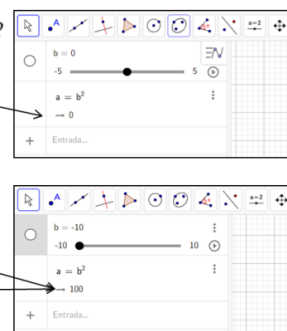 b = 0
-5 5
a = b²
→ 0
Entrada...
b = -10
-10 10
a = b²
→ 100
Entrada...